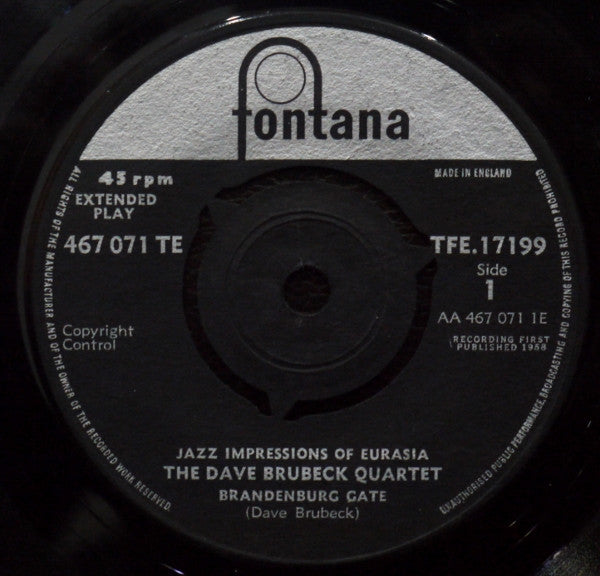 fontana
45 rpm
EXTENDED
PLAY
467 071 TE
MADE IN ENGLAND
TFE.17199
Side
1
AA 467 071 1E
RECORDING FIRST
PUBLISHED 1958
Copyright
Control
JAZZ IMPRESSIONS OF EURASIA
THE DAVE BRUBECK QUARTET
BRANDENBURG GATE
(Dave Brubeck)
ALL RIGHTS OF THE MANUFACTURER AND OF THE OWNER OF THE RECORDED WORK RESERVED
UNAUTHORISED PUBLIC PERFORMANCE, BROADCASTING AND COPYING OF THIS RECORD PROHIBITED